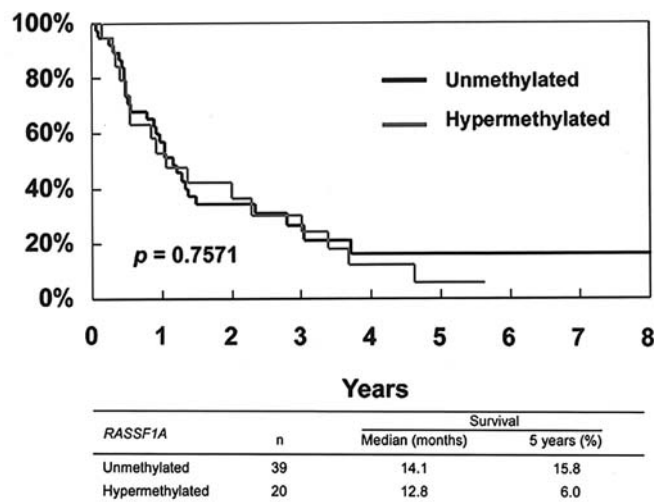 100%
80%
60%
40%
20%
0%
Unmethylated
Hypermethylated
p = 0.7571
0 1 2 3 4 5 6 7 8
Years
Survival
RASSF1A n Median (months) 5 years (%)
Unmethylated 39 14.1 15.8
Hypermethylated 20 12.8 6.0